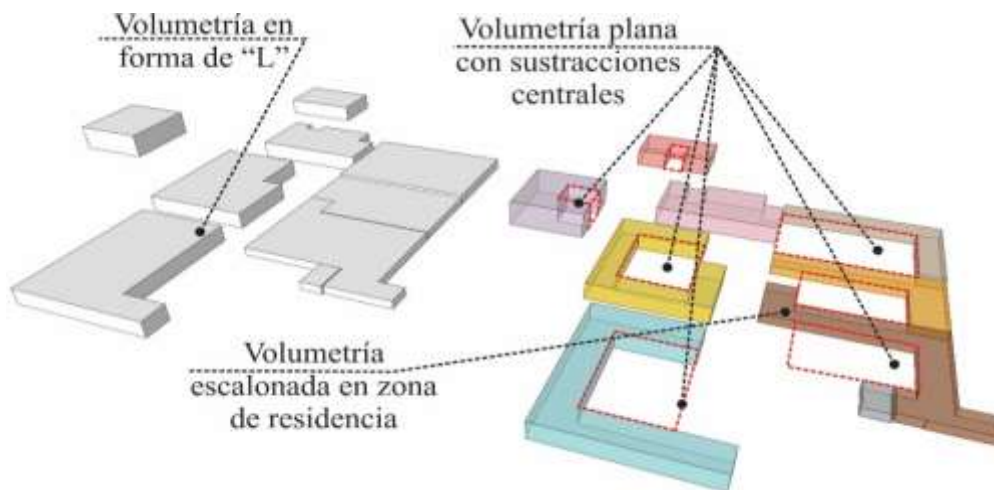 Volumetría en
forma de “L”
Volumetría plana
con sustracciones
centrales
Volumetría
escalonada en zona
de residencia